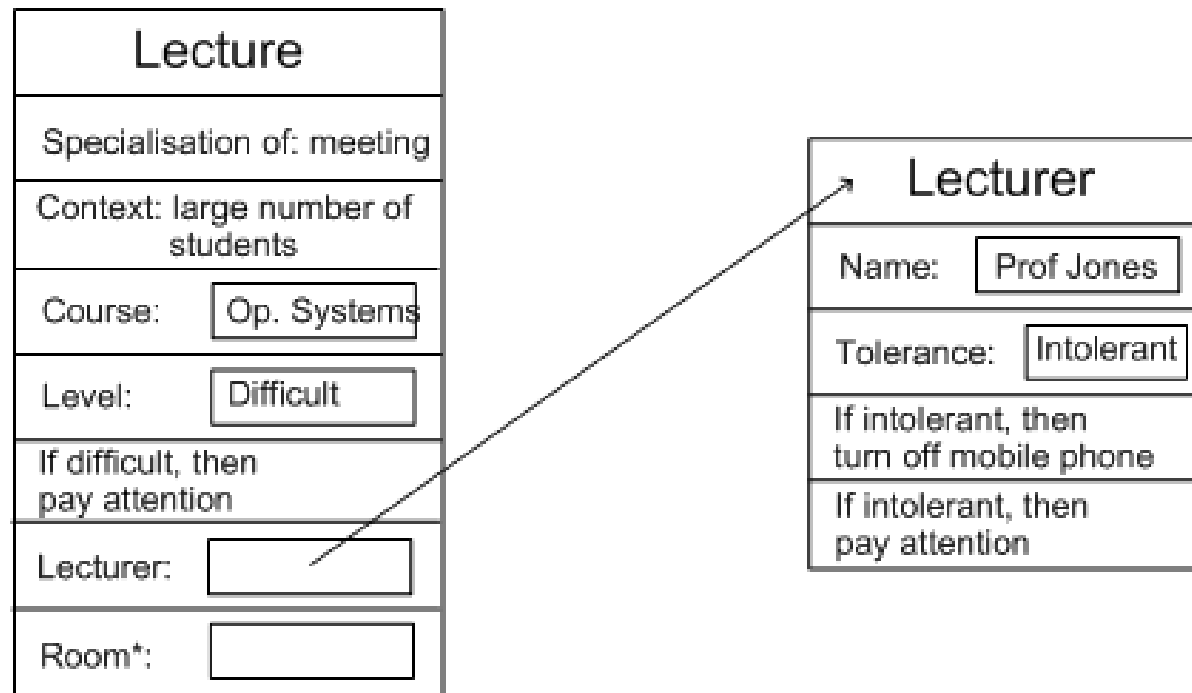 Lecture
Specialisation of: meeting
Context: large number of
students
Course: Op. Systems
Level: Difficult
If difficult, then
pay attention
Lecturer:
Room*:
Lecturer
Name: Prof Jones
Tolerance: Intolerant
If intolerant, then
turn off mobile phone
If intolerant, then
pay attention